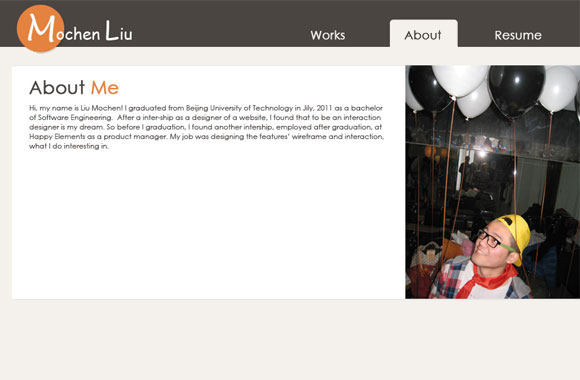 Mochen Liu
Works
About
Resume
About Me
Hi, my name is Liu Mochen! I graduated from Beijing University of Technology in Jily, 2011 as a bachelor
of Software Engineering. After a inter-ship as a designer of a website, I found that to be an interaction
designer is my dream. So before I graduation, I found another intership, employed after graduation, at
Happy Elements as a product manager. My job was designing the features' wireframe and interaction,
what I do interesting in.